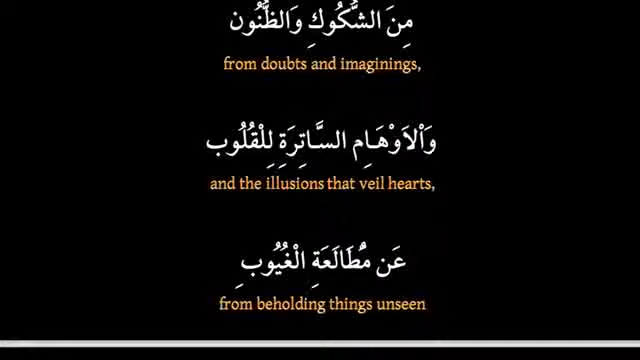 مِنَ الشُّكُوكِ وَالظُّنُون
from doubts and imaginings,
وَاْلاَوْهَامِ السَّاتِرَةِ لِلْقُلُوب
and the illusions that veil hearts,
عَن مُّطَالَعَةِ الْغُيُوبِ
from beholding things unseen